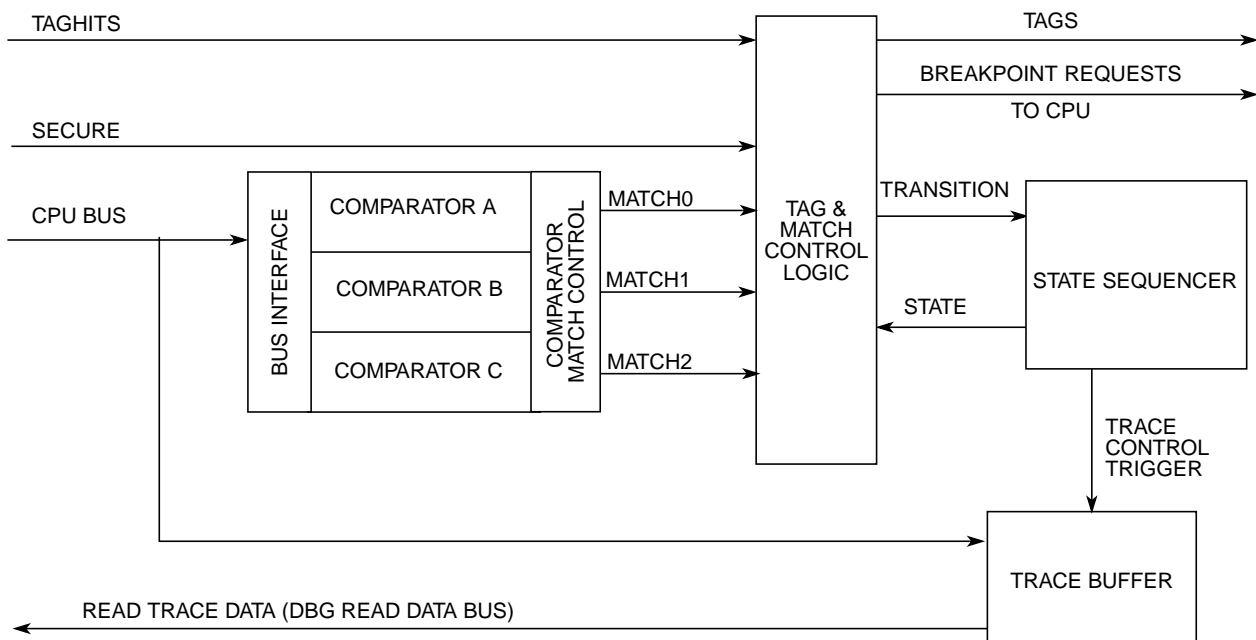 TAGHITS
TAGS
BREAKPOINT REQUESTS
TO CPU
SECURE
CPU BUS
BUS INTERFACE
COMPARATOR A
COMPARATOR B
COMPARATOR C
COMPARATOR
MATCH CONTROL
MATCH0
MATCH1
MATCH2
TAG &
MATCH
CONTROL
LOGIC
TRANSITION
STATE
STATE SEQUENCER
TRACE
CONTROL
TRIGGER
TRACE BUFFER
READ TRACE DATA (DBG READ DATA BUS)